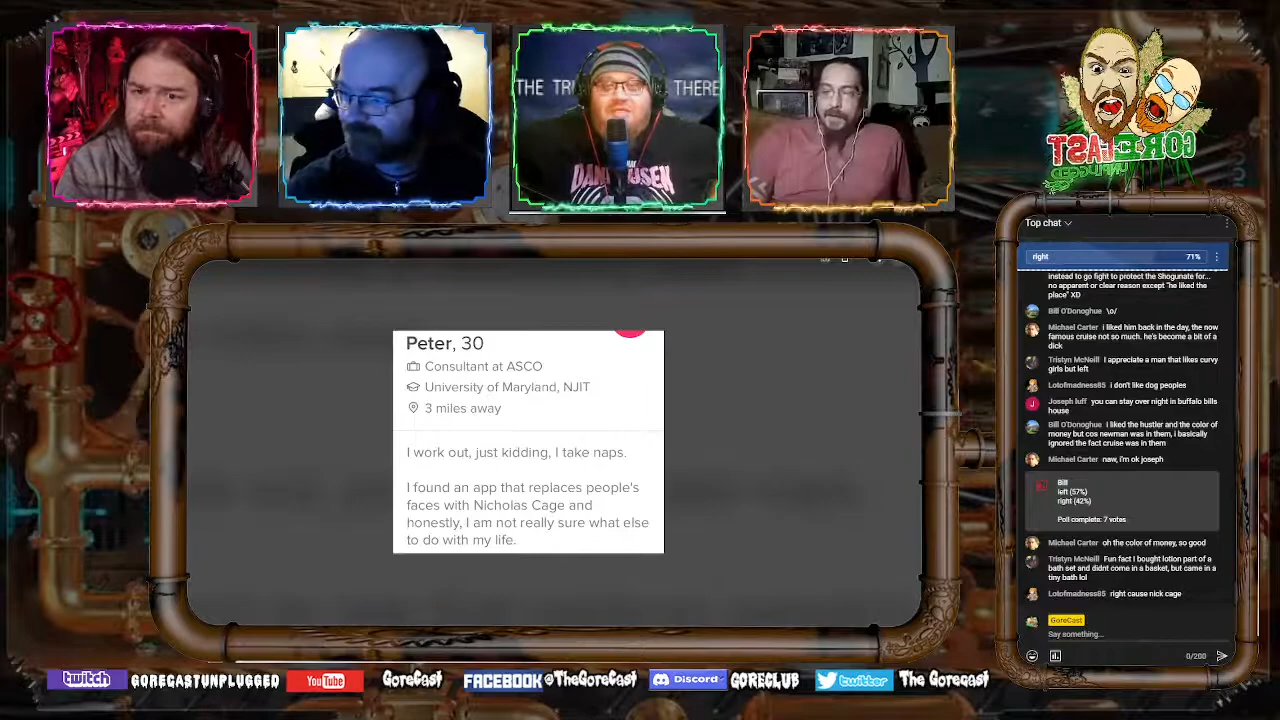 THE TRU THERE
DANHAUSEN
GORECAST
UNPLUGGED
Top chat
right 71%
instead to go fight to protect the Shogunate for...
no apparent or clear reason except "he liked the
place" XD
Bill O'Donoghue \o/
Michael Carter i liked him back in the day, the now
famous cruise not so much. he's become a bit of a
dick
Tristyn McNeill I appreciate a man that likes curvy
girls but left
Lotofmadness85 i don't like dog peoples
J Joseph luff you can stay over night in buffalo bills
house
Bill O'Donoghue i liked the hustler and the color of
money but cos newman was in them, i basically
ignored the fact cruise was in them
Michael Carter naw, i'm ok joseph
Bill
left (57%)
right (42%)
Poll complete: 7 votes
Michael Carter oh the color of money, so good
Tristyn McNeill Fun fact I bought lotion part of a
bath set and didnt come in a basket, but came in a
tiny bath lol
Lotofmadness85 right cause nick cage
GoreCast
Say something...
0/200
Peter, 30
Consultant at ASCO
University of Maryland, NJIT
3 miles away
I work out, just kidding, I take naps.
I found an app that replaces people's
faces with Nicholas Cage and
honestly, I am not really sure what else
to do with my life.
twitch GORECASTUNPLUGGED YouTube GoreCast FACEBOOK @TheGoreCast Discord GORECLUB twitter The Gorecast